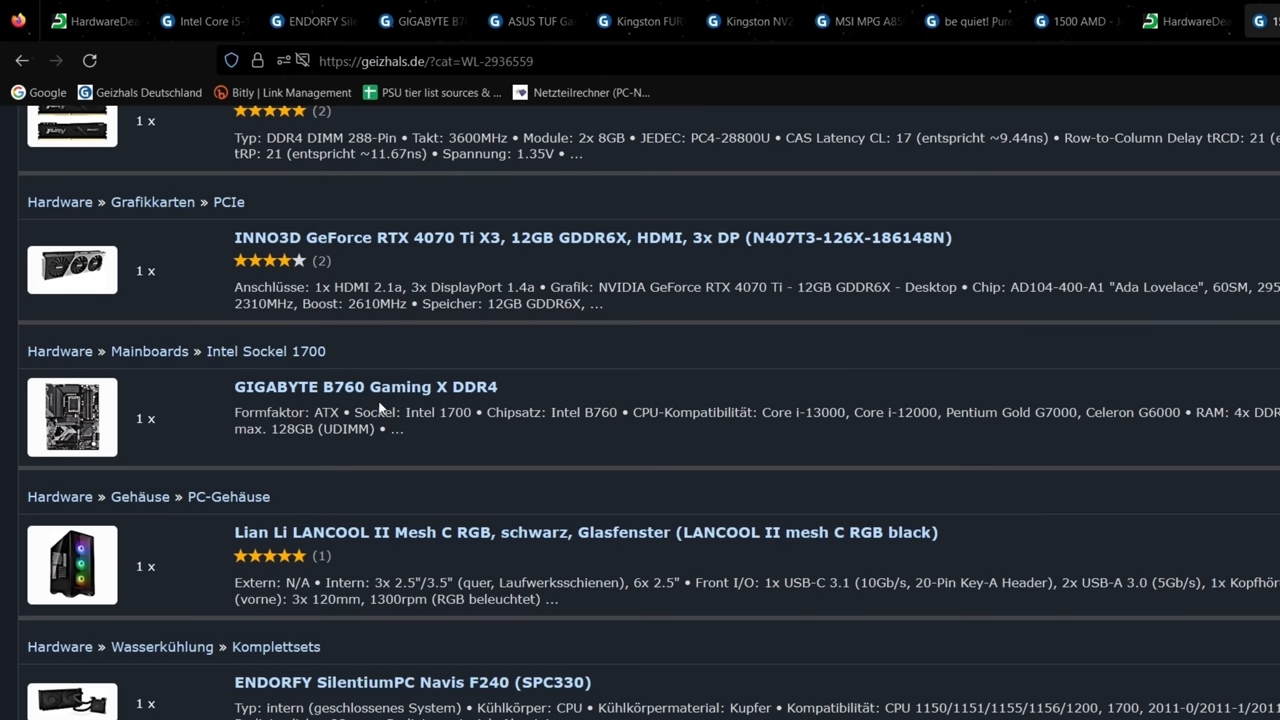 HardwareDea
Intel Core i5-
ENDORFY Sile
GIGABYTE B7
ASUS TUF Ga
Kingston FUR
Kingston NV2
MSI MPG A85
be quiet! Pure
1500 AMD - 
HardwareDea
15
https://geizhals.de/?cat=WL-2936559
Google
Geizhals Deutschland
Bitly | Link Management
PSU tier list sources & ...
Netzteilrechner (PC-N...
(2)
1 x
Typ: DDR4 DIMM 288-Pin • Takt: 3600MHz • Module: 2x 8GB • JEDEC: PC4-28800U • CAS Latency CL: 17 (entspricht ~9.44ns) • Row-to-Column Delay tRCD: 21 (e
tRP: 21 (entspricht ~11.67ns) • Spannung: 1.35V • ...
Hardware » Grafikkarten » PCIe
INNO3D GeForce RTX 4070 Ti X3, 12GB GDDR6X, HDMI, 3x DP (N407T3-126X-186148N)
(2)
1 x
Anschlüsse: 1x HDMI 2.1a, 3x DisplayPort 1.4a • Grafik: NVIDIA GeForce RTX 4070 Ti - 12GB GDDR6X - Desktop • Chip: AD104-400-A1 "Ada Lovelace", 60SM, 295
2310MHz, Boost: 2610MHz • Speicher: 12GB GDDR6X, ...
Hardware » Mainboards » Intel Sockel 1700
GIGABYTE B760 Gaming X DDR4
1 x
Formfaktor: ATX • Sockel: Intel 1700 • Chipsatz: Intel B760 • CPU-Kompatibilität: Core i-13000, Core i-12000, Pentium Gold G7000, Celeron G6000 • RAM: 4x DDR
max. 128GB (UDIMM) • ...
Hardware » Gehäuse » PC-Gehäuse
Lian Li LANCOOL II Mesh C RGB, schwarz, Glasfenster (LANCOOL II mesh C RGB black)
(1)
1 x
Extern: N/A • Intern: 3x 2.5"/3.5" (quer, Laufwerksschienen), 6x 2.5" • Front I/O: 1x USB-C 3.1 (10Gb/s, 20-Pin Key-A Header), 2x USB-A 3.0 (5Gb/s), 1x Kopfhör
(vorne): 3x 120mm, 1300rpm (RGB beleuchtet) ...
Hardware » Wasserkühlung » Komplettsets
ENDORFY SilentiumPC Navis F240 (SPC330)
1 x
Typ: intern (geschlossenes System) • Kühlkörper: CPU • Kühlkörpermaterial: Kupfer • Kompatibilität: CPU 1150/1151/1155/1156/1200, 1700, 2011-0/2011-1/2011